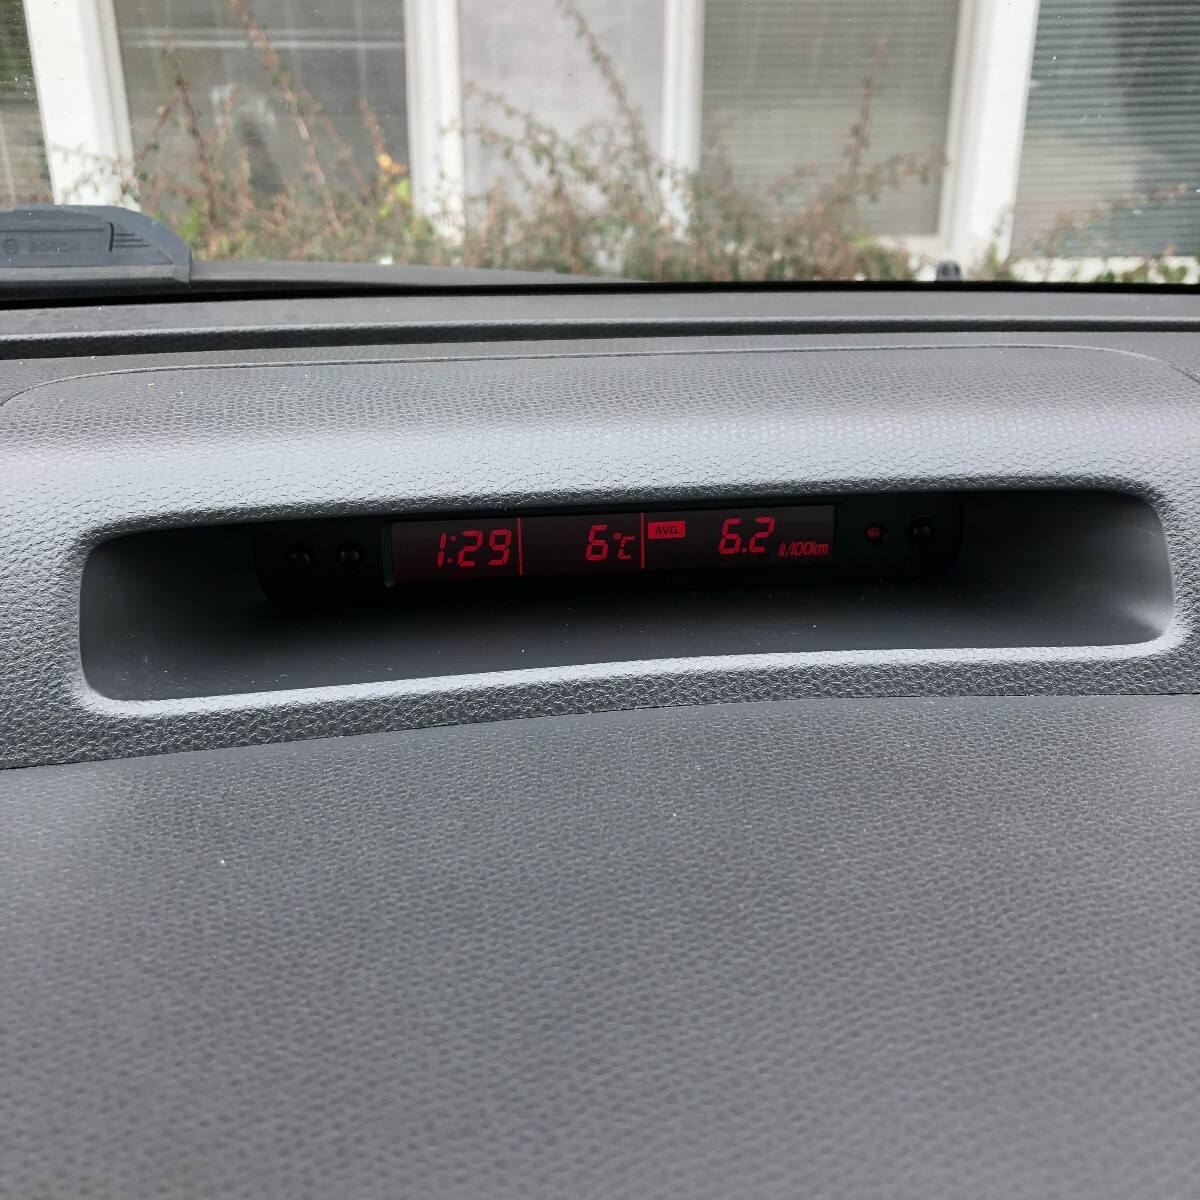 BOSCH
1:29 6°C AVG. 6.2 ℓ/100km